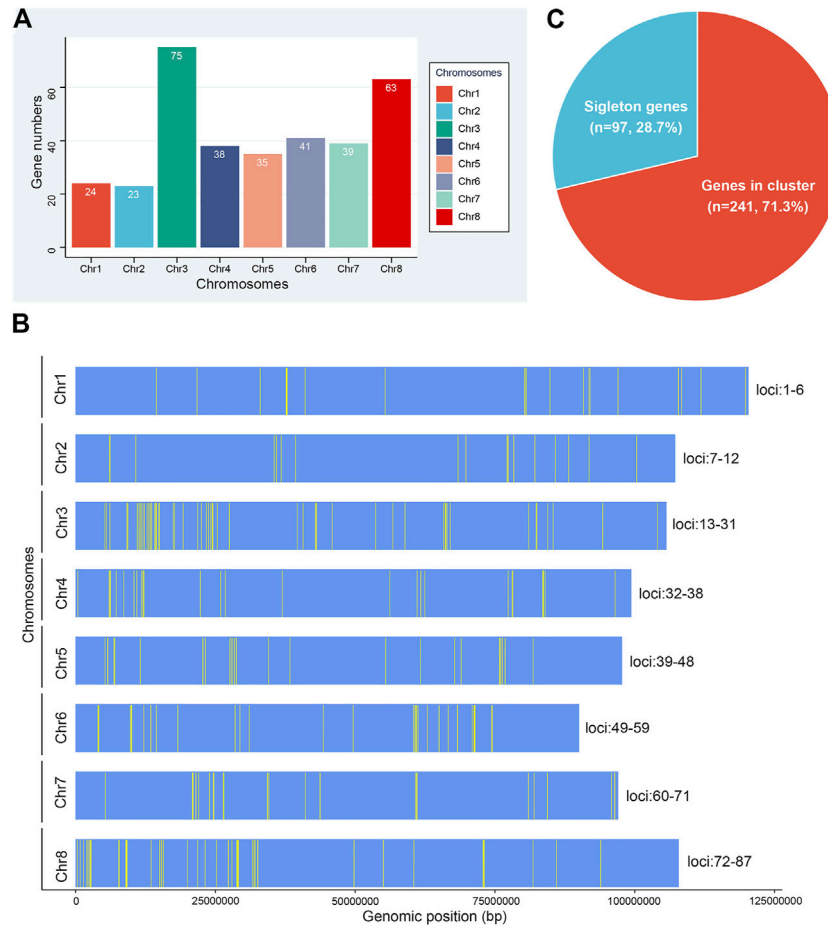 A
75
63
38
35
41
39
24
23
0
20
40
60
Gene numbers
Chr1 Chr2 Chr3 Chr4 Chr5 Chr6 Chr7 Chr8
Chromosomes
Chromosomes
Chr1
Chr2
Chr3
Chr4
Chr5
Chr6
Chr7
Chr8
C
Sigleton genes
(n=97, 28.7%)
Genes in cluster
(n=241, 71.3%)
B
Chromosomes
Chr1
loci:1-6
Chr2
loci:7-12
Chr3
loci:13-31
Chr4
loci:32-38
Chr5
loci:39-48
Chr6
loci:49-59
Chr7
loci:60-71
Chr8
loci:72-87
0 25000000 50000000 75000000 100000000 125000000
Genomic position (bp)